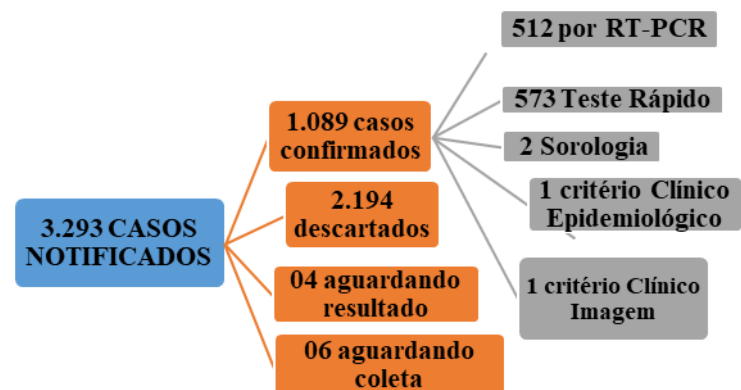 3.293 CASOS
NOTIFICADOS
1.089 casos
confirmados
2.194
descartados
04 aguardando
resultado
06 aguardando
coleta
512 por RT-PCR
573 Teste Rápido
2 Sorologia
1 critério Clínico
Epidemiológico
1 critério Clínico
Imagem